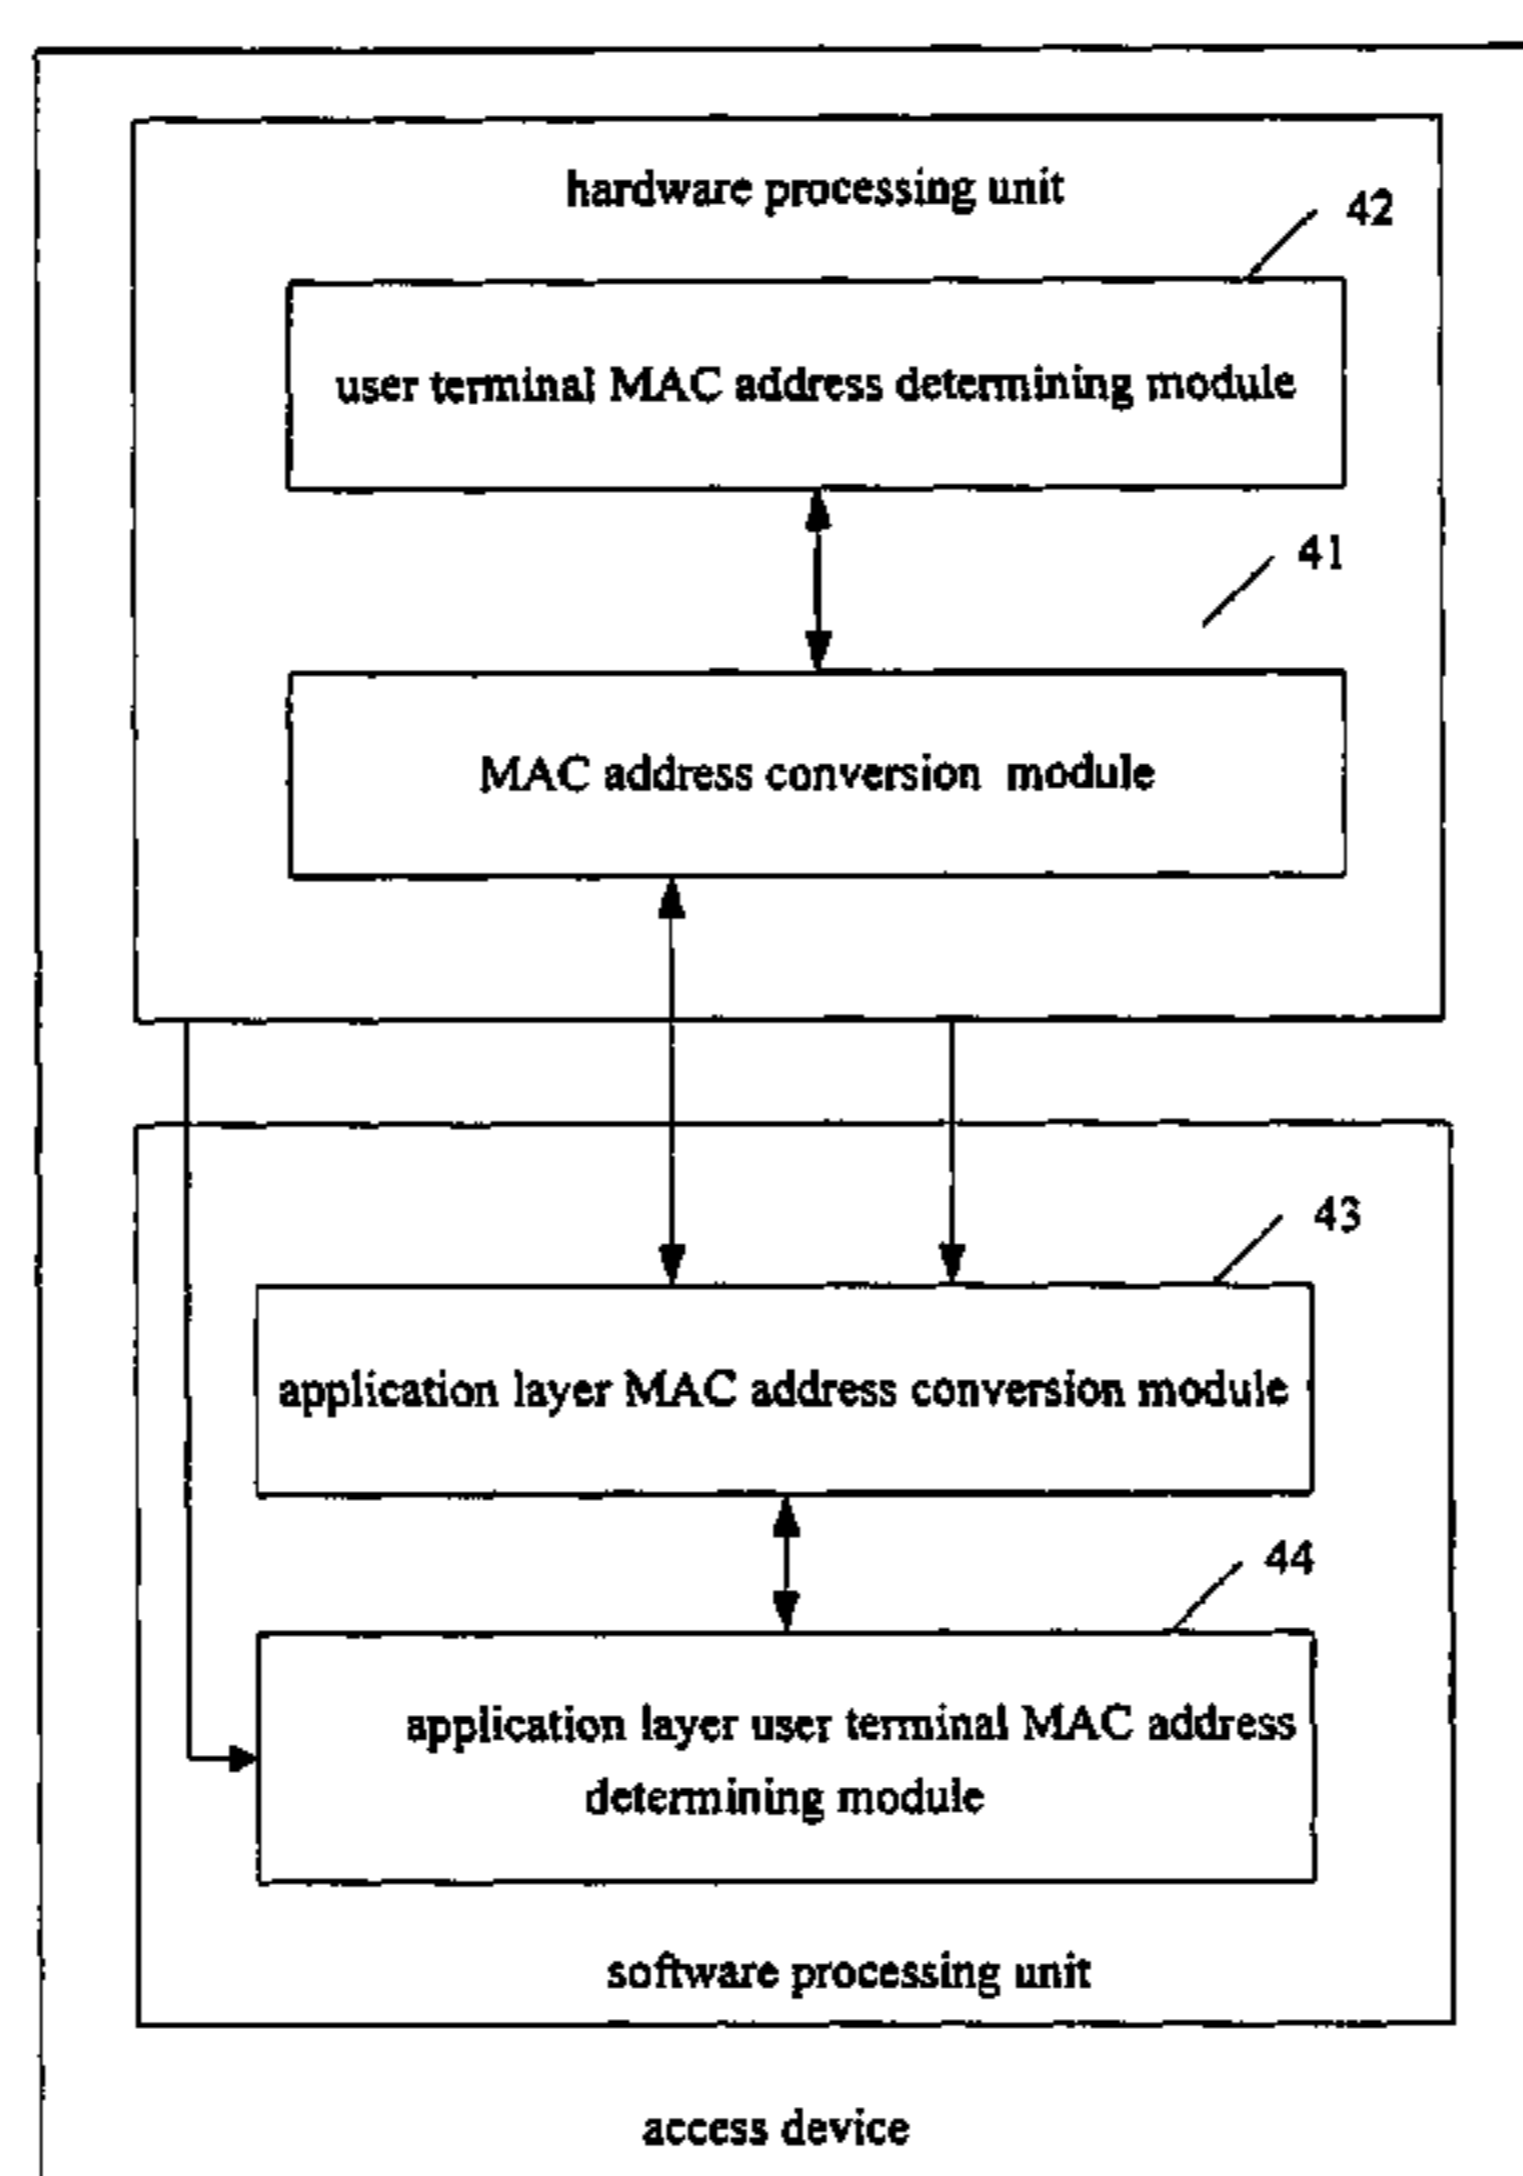 hardware processing unit
42
user terminal MAC address determining module
41
MAC address conversion module
43
application layer MAC address conversion module
44
application layer user terminal MAC address
determining module
software processing unit
access device